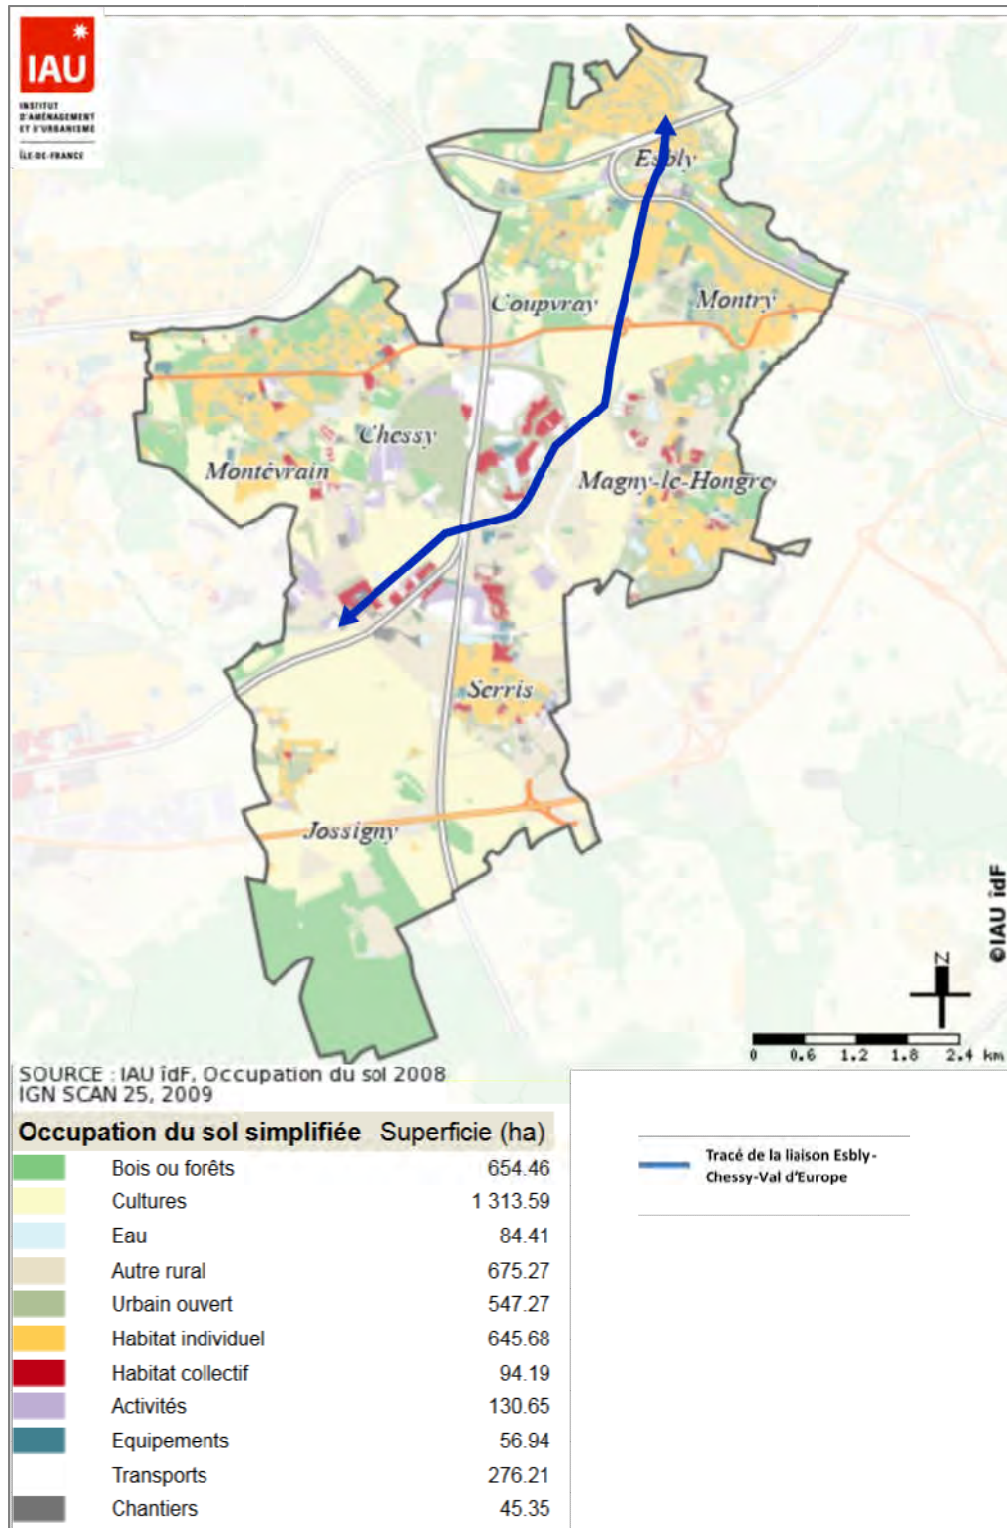 IAU
INSTITUT
D'AMÉNAGEMENT
ET D'URBANISME
ÎLE-DE-FRANCE
Esbly
Coupvray
Montry
Chessy
Montévrain
Magny-le-Hongre
Serris
Jossigny
©IAU îdF
N
0 0.6 1.2 1.8 2.4 km
SOURCE : IAU îdF, Occupation du sol 2008
IGN SCAN 25, 2009
Occupation du sol simplifiée Superficie (ha)
Bois ou forêts 654.46
Cultures 1 313.59
Eau 84.41
Autre rural 675.27
Urbain ouvert 547.27
Habitat individuel 645.68
Habitat collectif 94.19
Activités 130.65
Equipements 56.94
Transports 276.21
Chantiers 45.35
Tracé de la liaison Esbly-
Chessy-Val d'Europe